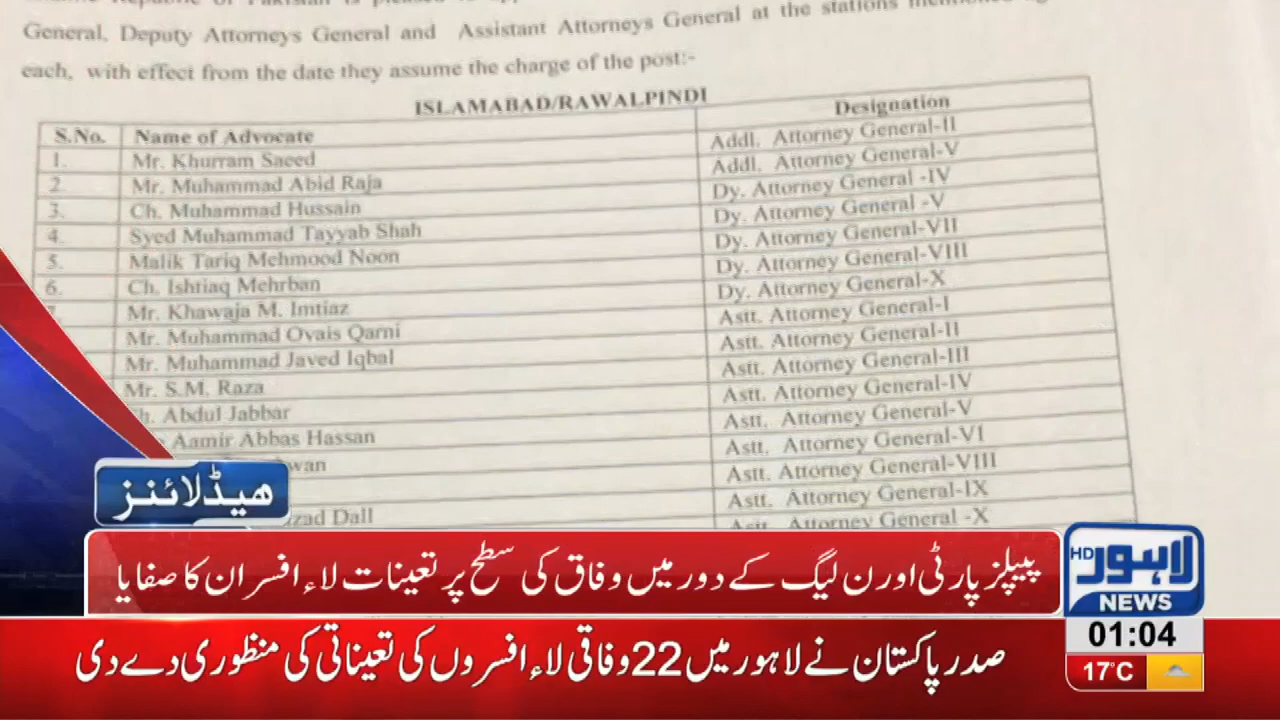 General, Deputy Attorneys General and Assistant Attorneys General at the stations
each, with effect from the date they assume the charge of the post:-
ISLAMABAD/RAWALPINDI
S.No. Name of Advocate Designation
1. Mr. Khurram Saeed Addl. Attorney General-II
2. Mr. Muhammad Abid Raja Addl. Attorney General-V
3. Ch. Muhammad Hussain Dy. Attorney General -IV
4. Syed Muhammad Tayyab Shah Dy. Attorney General -V
5. Malik Tariq Mehmood Noon Dy. Attorney General-VII
6. Ch. Ishtiaq Mehrban Dy. Attorney General-VIII
7. Mr. Khawaja M. Imtiaz Dy. Attorney General-X
Mr. Muhammad Ovais Qarni Astt. Attorney General-I
Mr. Muhammad Javed Iqbal Astt. Attorney General-II
Mr. S.M. Raza Astt. Attorney General-III
Abdul Jabbar Astt. Attorney General-IV
Aamir Abbas Hassan Astt. Attorney General-V
Astt. Attorney General-VI
Astt. Attorney General-VIII
Dall Astt. Attorney General-IX
Astt. Attorney General -X
ھیڈلائنز
پیپلز پارٹی اور ن لیگ کے دور میں وفاق کی سطح پر تعینات لاء افسران کا صفایا
صدر پاکستان نے لاہور میں 22 وفاقی لاء افسروں کی تعیناتی کی منظوری دے دی
HD لاہور
NEWS
01:04
17°C